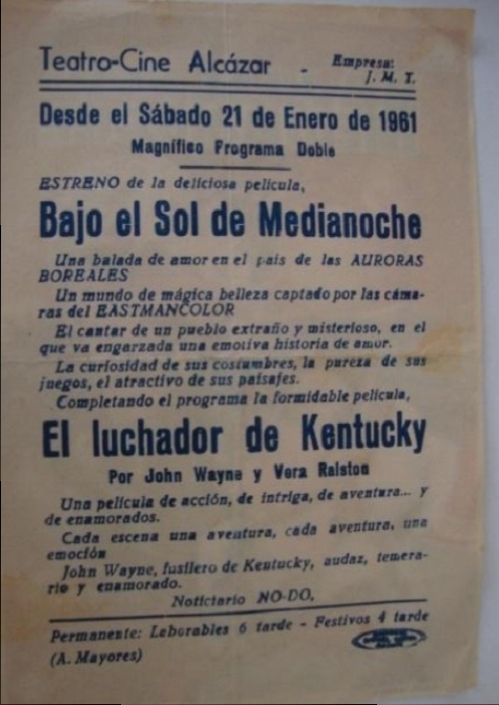 Teatro-Cine Alcázar - Empresa:
J. M. T.
Desde el Sábado 21 de Enero de 1961
Magnífico Programa Doble
ESTRENO de la deliciosa película,
Bajo el Sol de Medianoche
Una balada de amor en el país de las AURORAS
BOREALES
Un mundo de mágica belleza captado por las cáma-
ras del EASTMANCOLOR
El cantar de un pueblo extraño y misterioso, en el
que va engarzada una emotiva historia de amor.
La curiosidad de sus costumbres, la pureza de sus
juegos, el atractivo de sus paisajes.
Completando el programa la formidable película,
El luchador de Kentucky
Por John Wayne y Vera Ralston
Una película de acción, de intriga, de aventura... y
de enamorados.
Cada escena una aventura, cada aventura, una
emoción
John Wayne, fusilero de Kentucky, audaz, temera-
rio y enamorado.
Noticiario NO-DO.
Permanente: Laborables 6 tarde - Festivos 4 tarde
(A. Mayores)